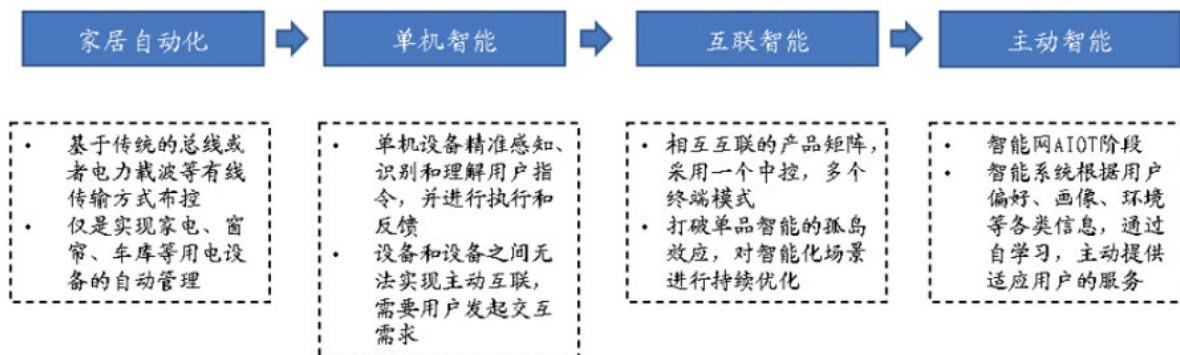 家居自动化
单机智能
互联智能
主动智能
• 基于传统的总线或
者电力载波等有线
传输方式布控
• 仅是实现家电、窗
帘、车库等用电设
备的自动管理
• 单机设备精准感知、
识别和理解用户指
令，并进行执行和
反馈
• 设备和设备之间无
法实现主动互联，
需要用户发起交互
需求
• 相互互联的产品矩阵，
采用一个中控，多个
终端模式
• 打破单品智能的孤岛
效应，对智能化场景
进行持续优化
• 智能网AIOT阶段
• 智能系统根据用户
偏好、画像、环境
等各类信息，通过
自学习，主动提供
适应用户的服务